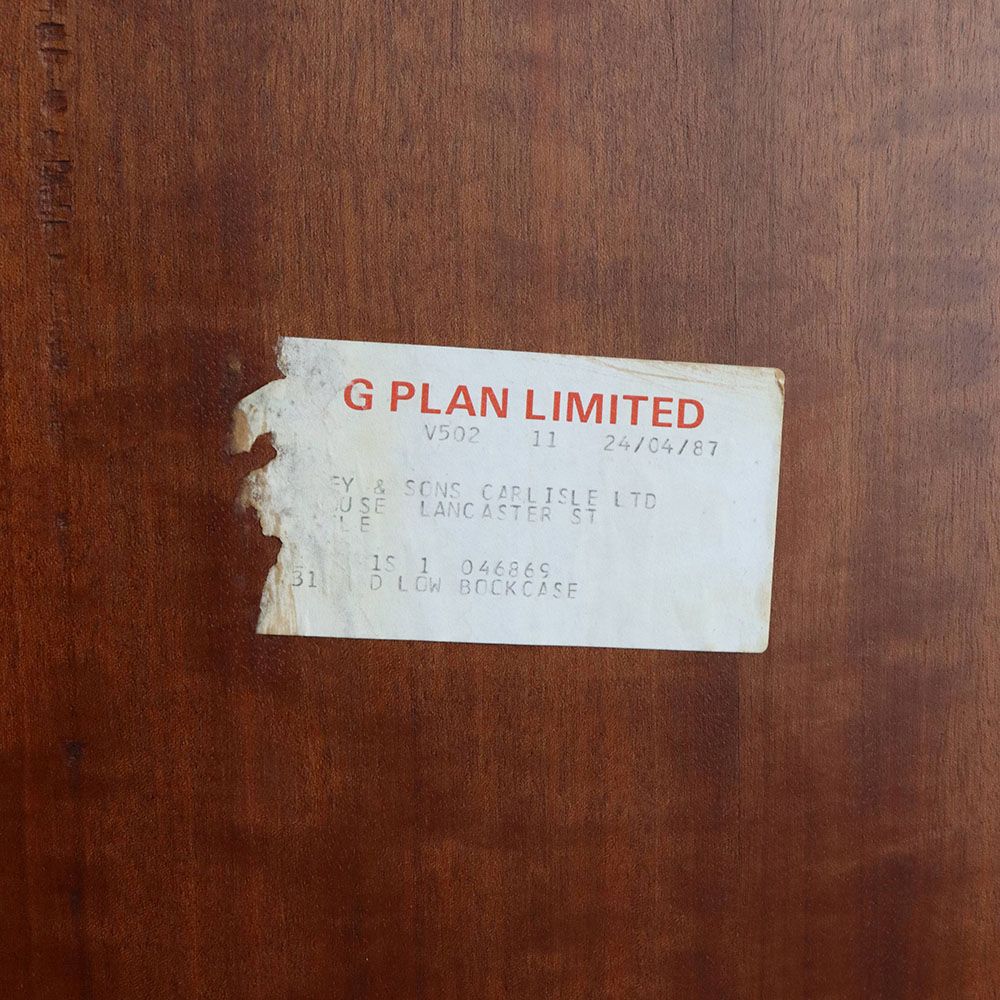 G PLAN LIMITED
V502 11 24/04/87
EY & SONS CARLISLE LTD
USE LANCASTER ST
LE
1S 1 046869
31 D LOW BOCKCASE